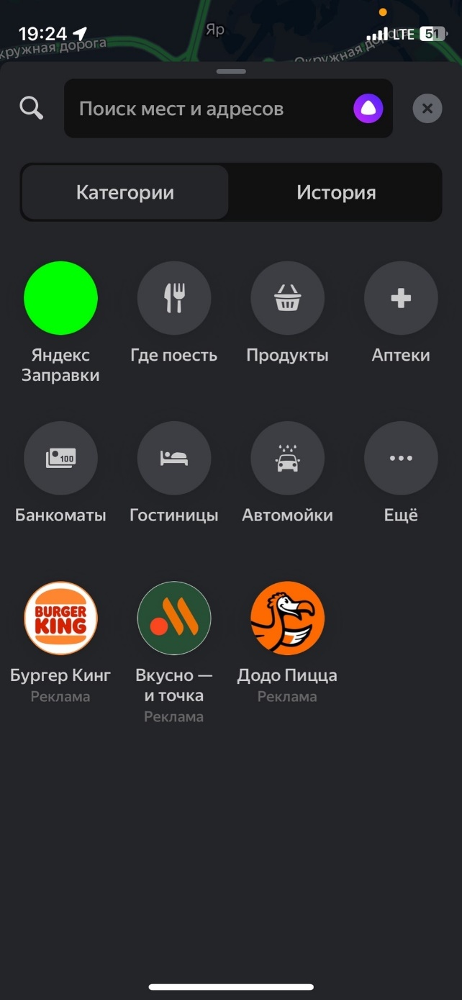 19:24
LTE
51
Яр
кружная дорога
Окружная дорога
Поиск мест и адресов
Категории
История
Яндекс
Заправки
Где поесть
Продукты
Аптеки
100
Банкоматы
Гостиницы
Автомойки
Ещё
BURGER
KING
Бургер Кинг
Реклама
Вкусно —
и точка
Реклама
Додо Пицца
Реклама